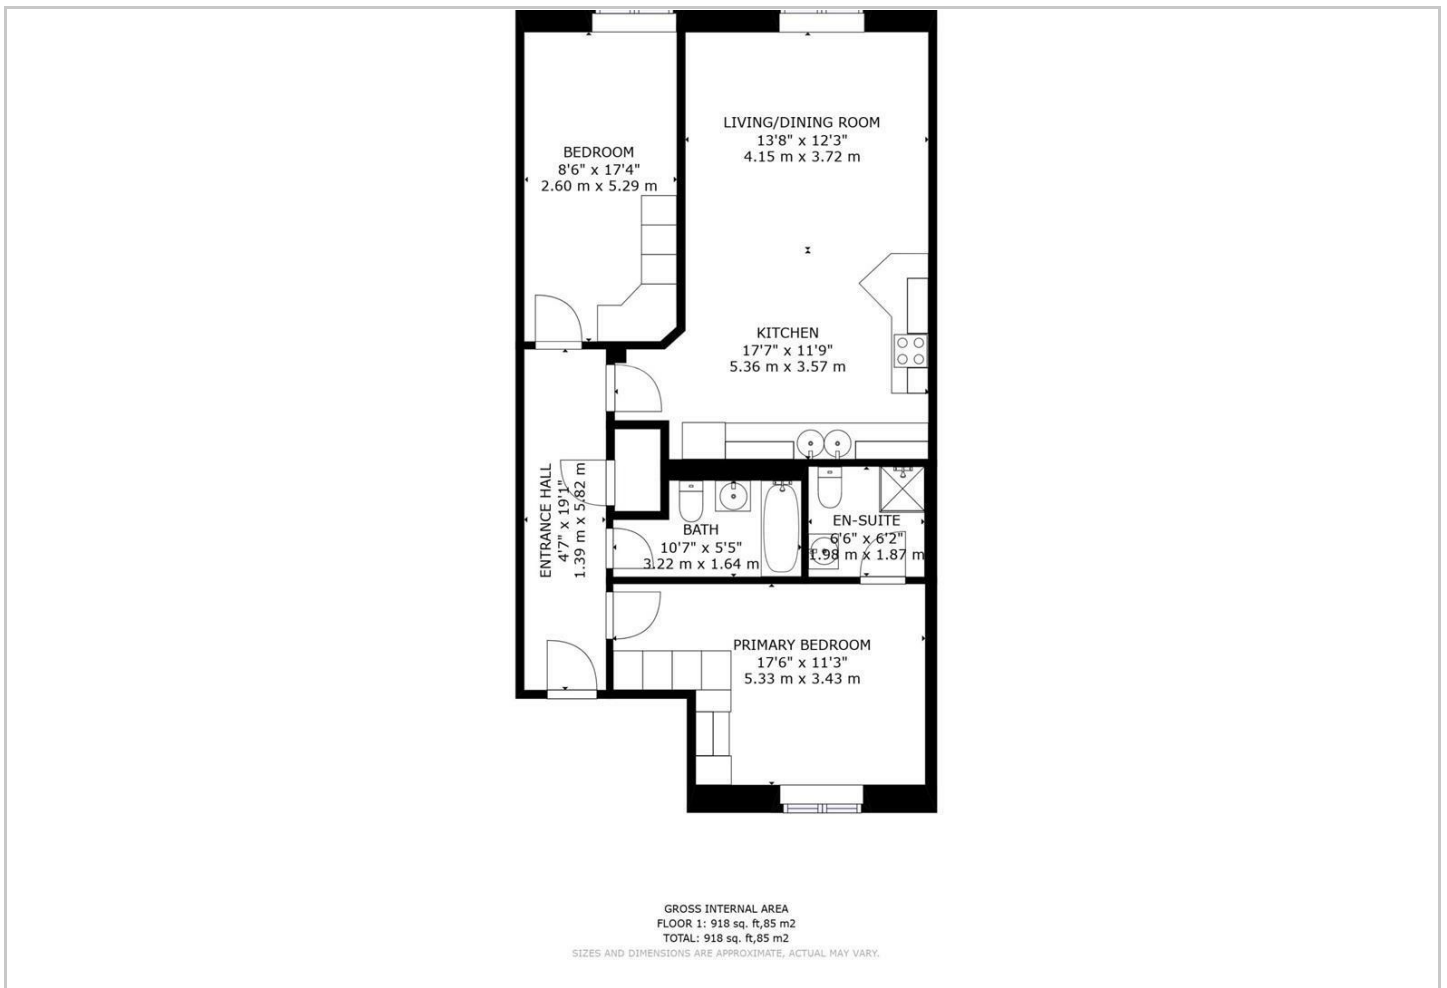 LIVING/DINING ROOM
13'8" x 12'3"
4.15 m x 3.72 m
BEDROOM
8'6" x 17'4"
2.60 m x 5.29 m
KITCHEN
17'7" x 11'9"
5.36 m x 3.57 m
ENTRANCE HALL
4'7" x 19'1"
1.39 m x 5.82 m
BATH
10'7" x 5'5"
3.22 m x 1.64 m
EN-SUITE
6'6" x 6'2"
1.98 m x 1.87 m
PRIMARY BEDROOM
17'6" x 11'3"
5.33 m x 3.43 m
GROSS INTERNAL AREA
FLOOR 1: 918 sq. ft,85 m2
TOTAL: 918 sq. ft,85 m2
SIZES AND DIMENSIONS ARE APPROXIMATE, ACTUAL MAY VARY.